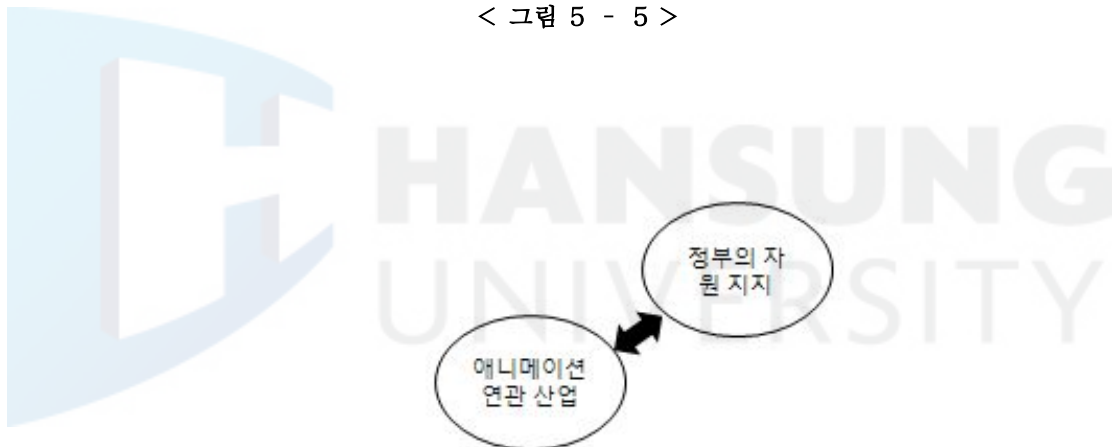 < 그림 5 - 5 >
HANSUNG
UNIVERSITY
정부의 자
원 지지
애니메이션
연관 산업